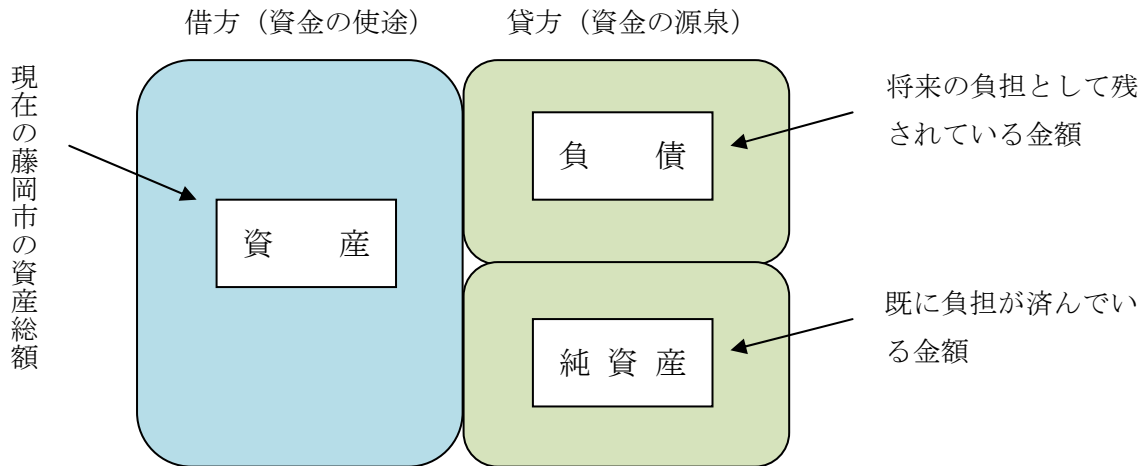 借方（資金の使途）
貸方（資金の源泉）
現在の藤岡市の資産総額
資　産
負　債
将来の負担として残
されている金額
純 資 産
既に負担が済んでい
る金額